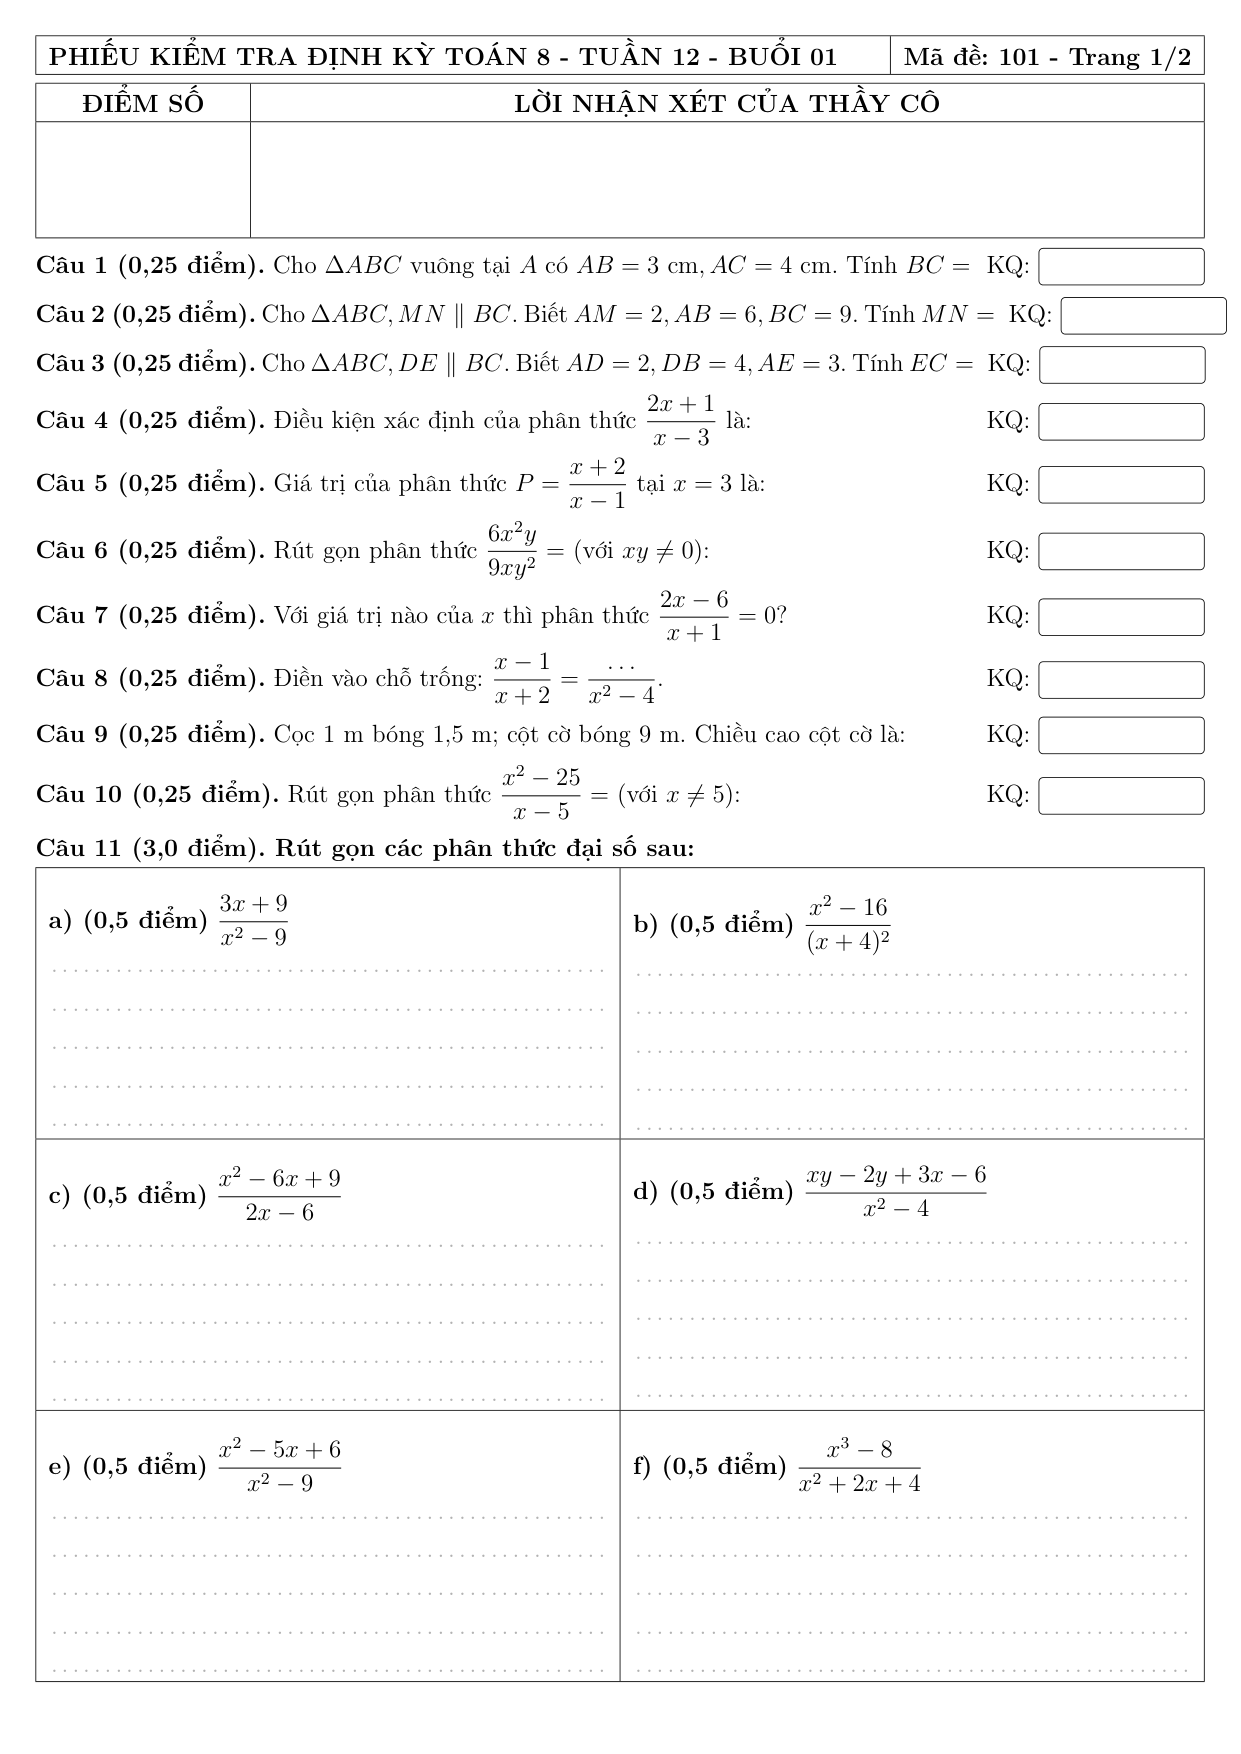 PHIẾU KIỂM TRA ĐỊNH KỲ TOÁN 8 - TUẦN 12 - BUỔI 01 Mã đề: 101 - Trang 1/2
ĐIỂM SỐ LỜI NHẬN XÉT CỦA THẦY CÔ
Câu 1 (0,25 điểm). Cho ΔABC vuông tại A có AB = 3 cm, AC = 4 cm. Tính BC = KQ:
Câu 2 (0,25 điểm). Cho ΔABC, MN ∥ BC. Biết AM = 2, AB = 6, BC = 9. Tính MN = KQ:
Câu 3 (0,25 điểm). Cho ΔABC, DE ∥ BC. Biết AD = 2, DB = 4, AE = 3. Tính EC = KQ:
Câu 4 (0,25 điểm). Điều kiện xác định của phân thức \frac{2x + 1}{x − 3} là: KQ:
Câu 5 (0,25 điểm). Giá trị của phân thức P = \frac{x + 2}{x − 1} tại x = 3 là: KQ:
Câu 6 (0,25 điểm). Rút gọn phân thức \frac{6x²y}{9xy²} = (với xy ≠ 0): KQ:
Câu 7 (0,25 điểm). Với giá trị nào của x thì phân thức \frac{2x − 6}{x + 1} = 0? KQ:
Câu 8 (0,25 điểm). Điền vào chỗ trống: \frac{x − 1}{x + 2} = \frac{...}{x² − 4}. KQ:
Câu 9 (0,25 điểm). Cọc 1 m bóng 1,5 m; cột cờ bóng 9 m. Chiều cao cột cờ là: KQ:
Câu 10 (0,25 điểm). Rút gọn phân thức \frac{x² − 25}{x − 5} = (với x ≠ 5): KQ:
Câu 11 (3,0 điểm). Rút gọn các phân thức đại số sau:
a) (0,5 điểm) \frac{3x + 9}{x² − 9}
b) (0,5 điểm) \frac{x² − 16}{(x + 4)²}
c) (0,5 điểm) \frac{x² − 6x + 9}{2x − 6}
d) (0,5 điểm) \frac{xy − 2y + 3x − 6}{x² − 4}
e) (0,5 điểm) \frac{x² − 5x + 6}{x² − 9}
f) (0,5 điểm) \frac{x³ − 8}{x² + 2x + 4}